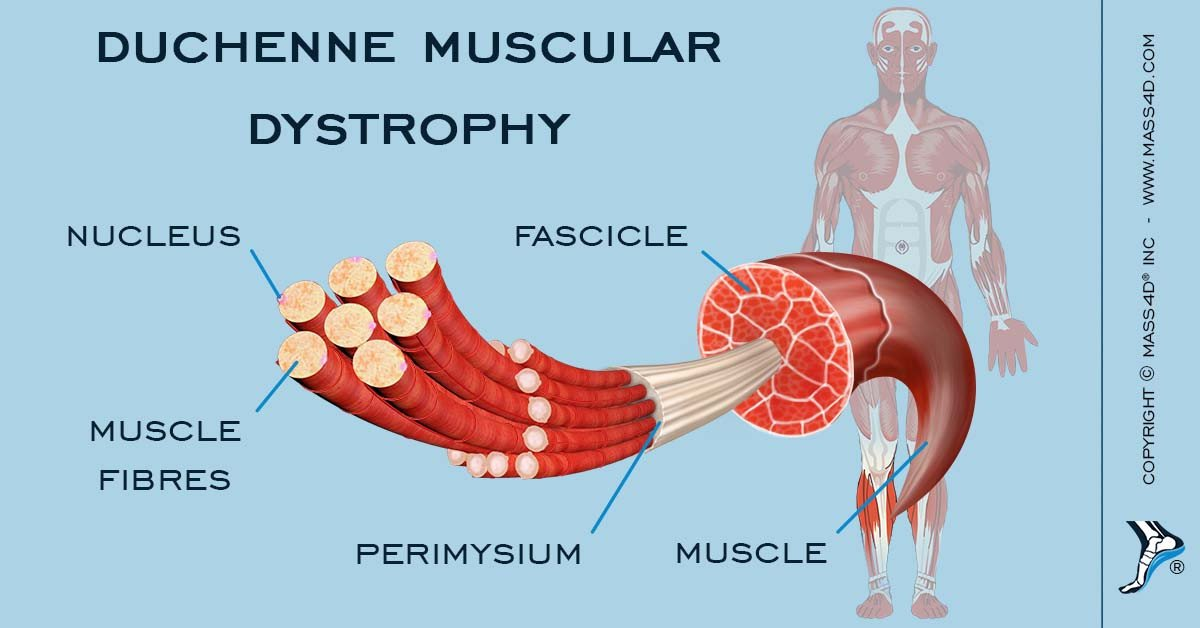 DUCHENNE MUSCULAR
DYSTROPHY
NUCLEUS
FASCICLE
MUSCLE
FIBRES
PERIMYSIUM
MUSCLE
COPYRIGHT © MASS4D® INC - WWW.MASS4D.COM
®